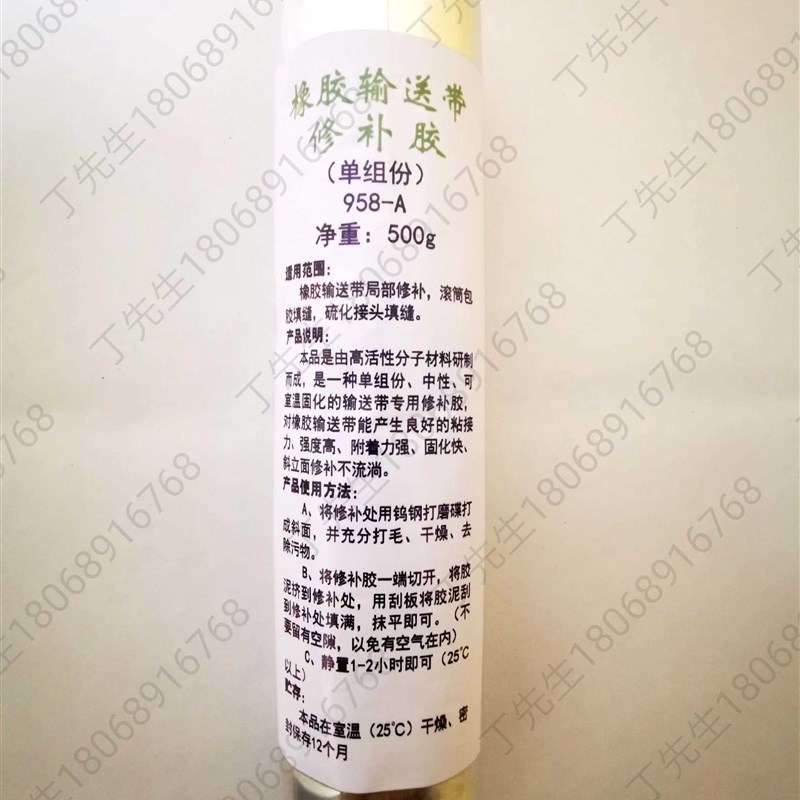 橡胶输送带
修补胶
（单组份）
958-A
净重：500g
适用范围：
橡胶输送带局部修补，滚筒包
胶填缝，硫化接头填缝。
产品说明：
本品是由高活性分子材料研制
而成，是一种单组份、中性、可
室温固化的输送带专用修补胶，
对橡胶输送带能产生良好的粘接
力、强度高、附着力强、固化快、
斜立面修补不流淌。
产品使用方法：
A、将修补处用钨钢打磨碟打
成斜面，并充分打毛、干燥、去
除污物。
B、将修补胶一端切开，将胶
泥挤到修补处，用刮板将胶泥刮
到修补处填满，抹平即可。（不
要留有空隙，以免有空气在内）
C、静置1-2小时即可（25℃
以上）
贮存：
本品在室温（25℃）干燥、密
封保存12个月
丁先生18068916768